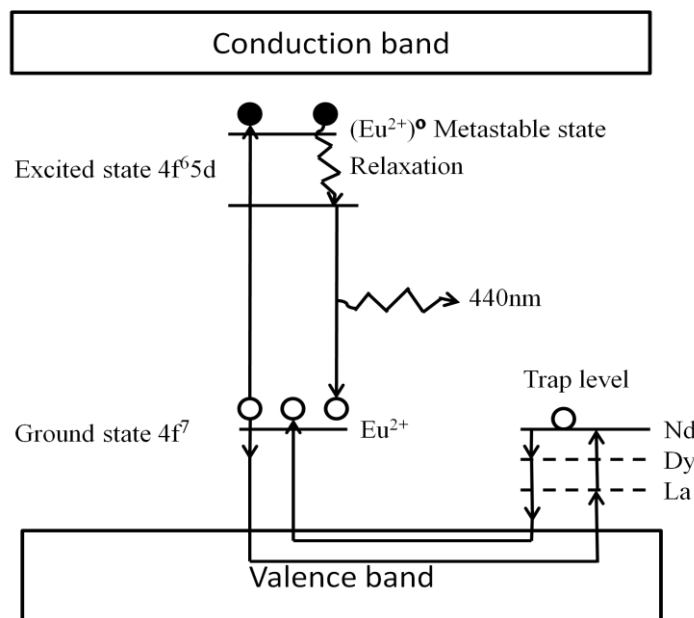 Conduction band
(Eu²⁺)⁰ Metastable state
Excited state 4f⁶5d
Relaxation
440nm
Trap level
Ground state 4f⁷
Eu²⁺
Nd
Dy
La
Valence band